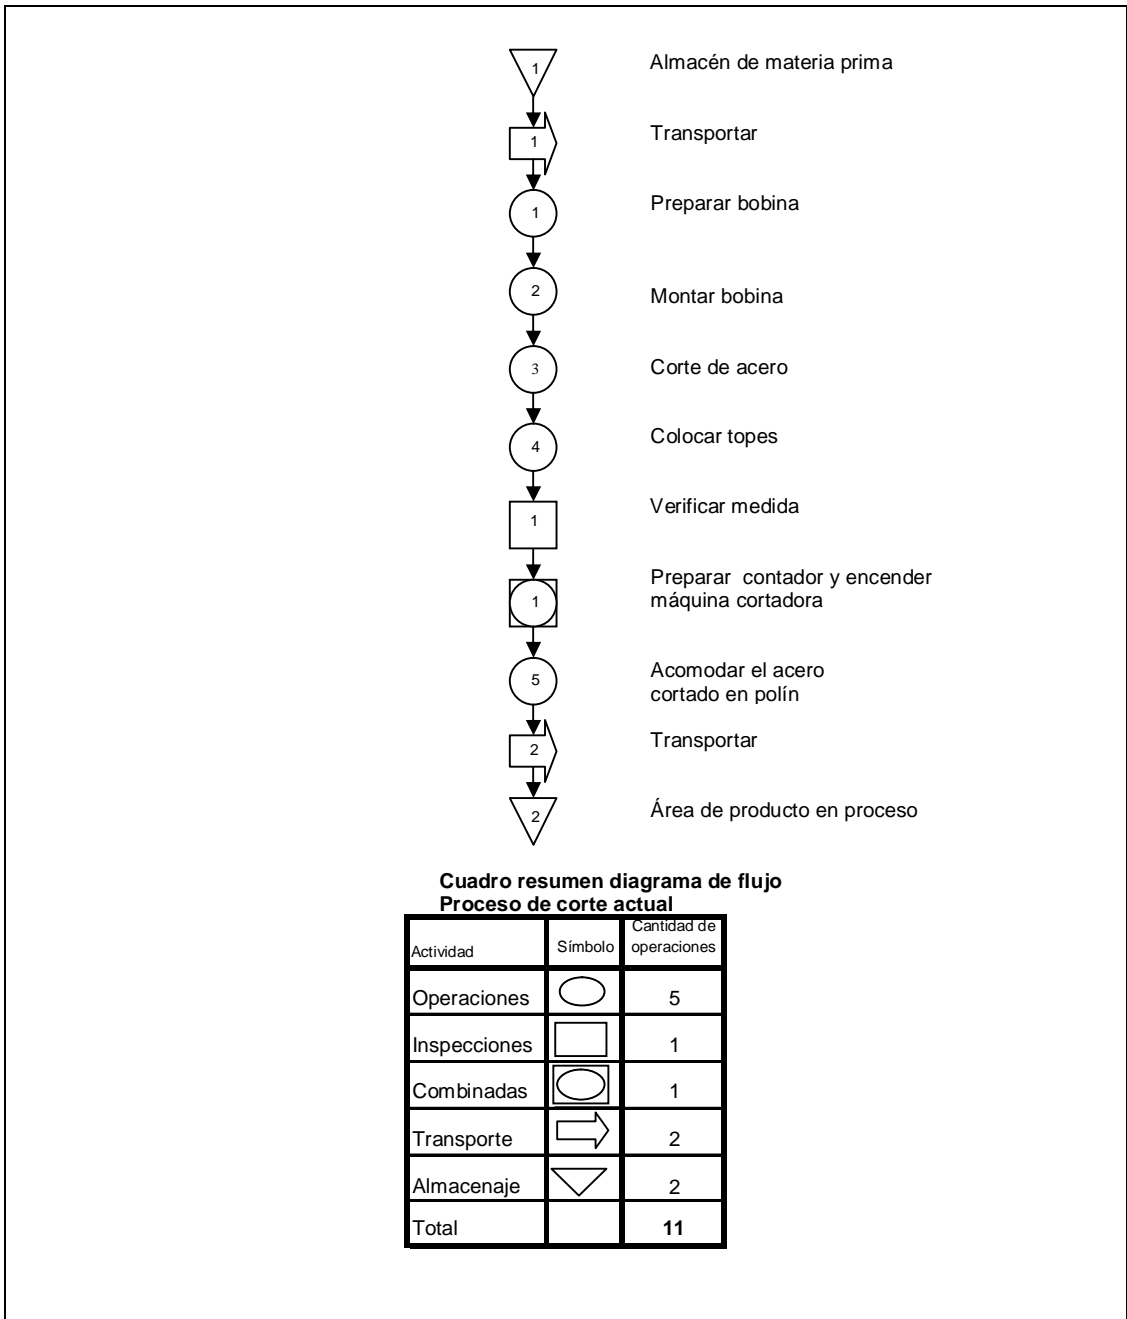 1 Almacén de materia prima
1 Transportar
1 Preparar bobina
2 Montar bobina
3 Corte de acero
4 Colocar topes
1 Verificar medida
1 Preparar contador y encender
máquina cortadora
5 Acomodar el acero
cortado en polín
2 Transportar
2 Área de producto en proceso
Cuadro resumen diagrama de flujo
Proceso de corte actual
Actividad Símbolo Cantidad de
operaciones
Operaciones 5
Inspecciones 1
Combinadas 1
Transporte 2
Almacenaje 2
Total 11